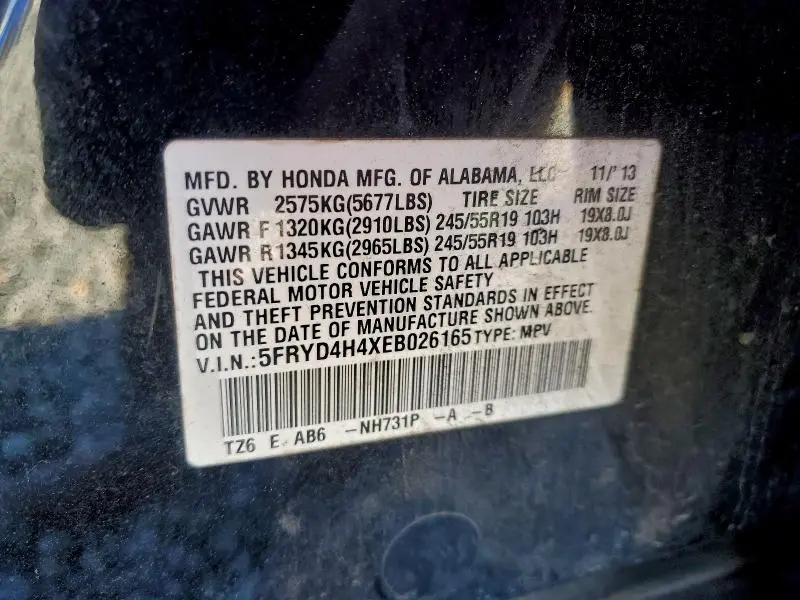 MFD. BY HONDA MFG. OF ALABAMA, LLC 11/'13
GVWR 2575KG(5677LBS) TIRE SIZE RIM SIZE
GAWR F 1320KG(2910LBS) 245/55R19 103H 19X8.0J
GAWR R 1345KG(2965LBS) 245/55R19 103H 19X8.0J
THIS VEHICLE CONFORMS TO ALL APPLICABLE
FEDERAL MOTOR VEHICLE SAFETY
AND THEFT PREVENTION STANDARDS IN EFFECT
ON THE DATE OF MANUFACTURE SHOWN ABOVE.
V.I.N.:5FRYD4H4XEB026165 TYPE: MPV
TZ6 E AB6 -NH731P -A -B